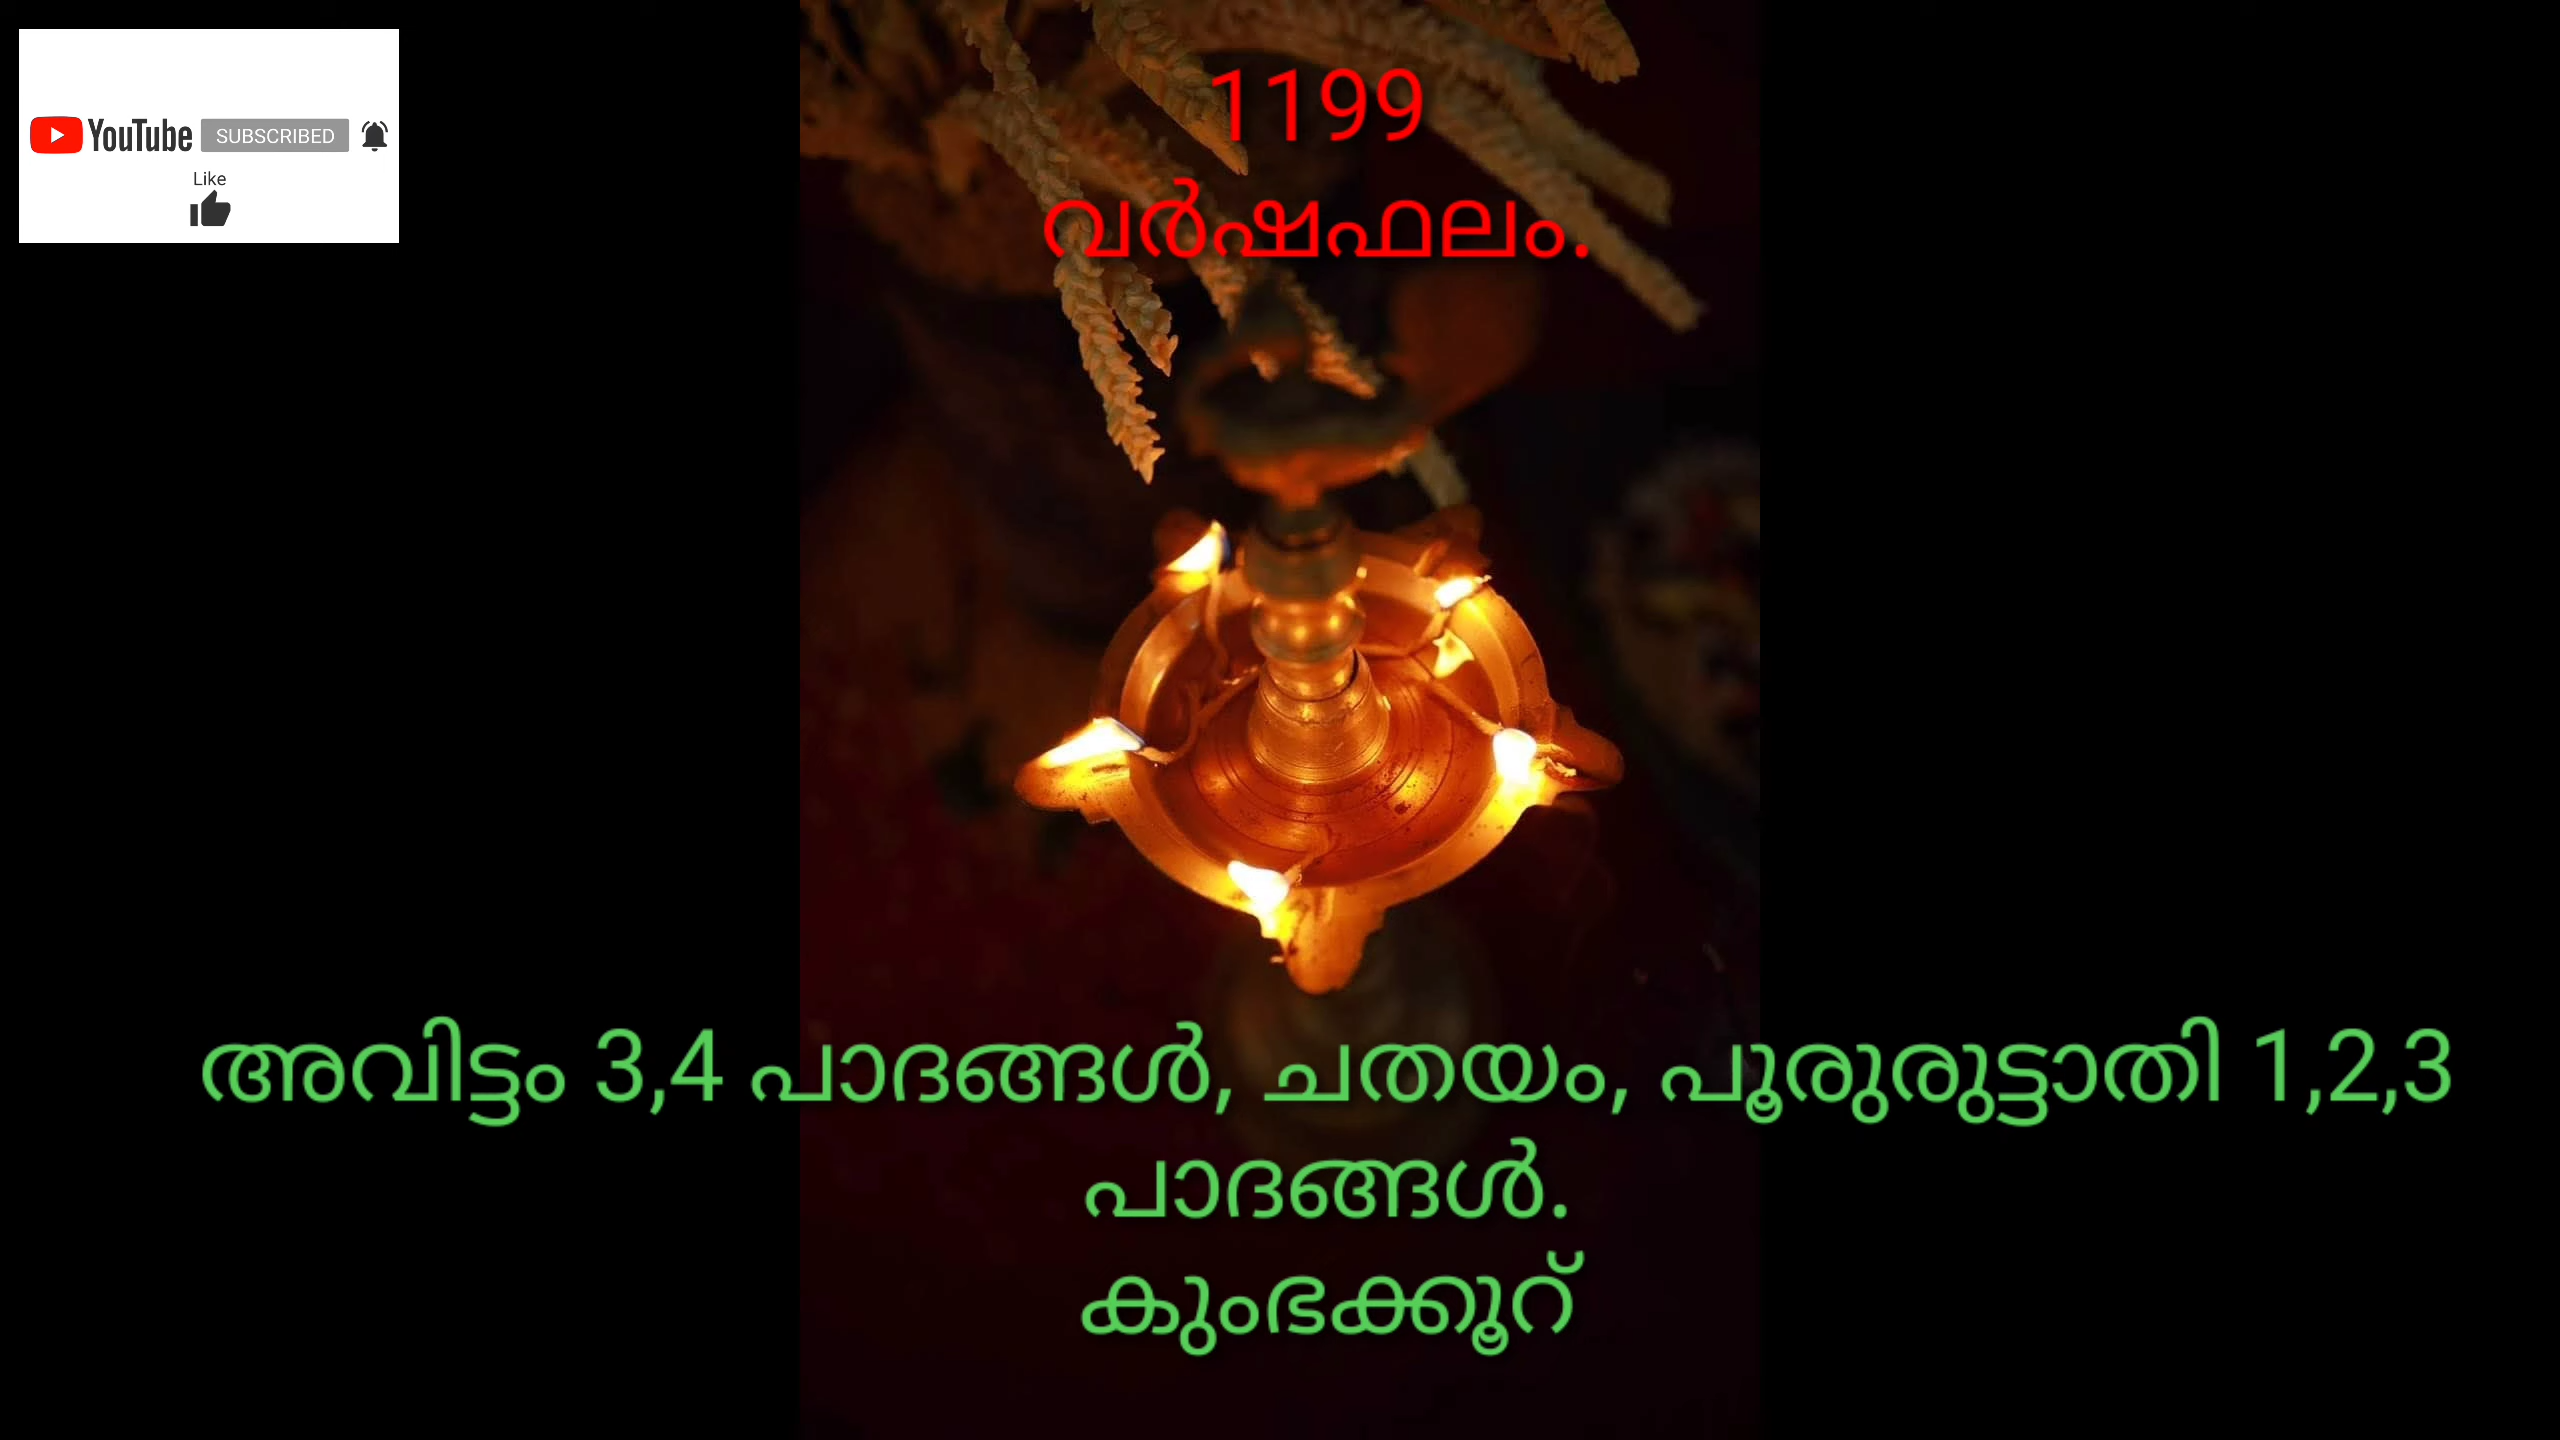 YouTube SUBSCRIBED
Like
1199
വർഷഫലം.
അവിട്ടം 3,4 പാദങ്ങൾ, ചതയം, പൂരുരുട്ടാതി 1,2,3
പാദങ്ങൾ.
കുംഭക്കൂറ്